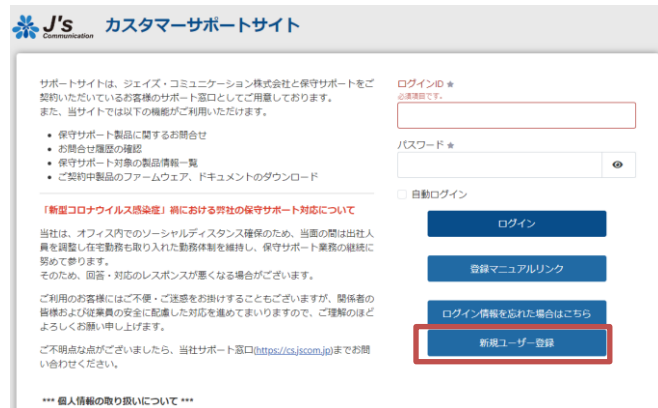 J's Communication カスタマーサポートサイト
サポートサイトは、ジェイズ・コミュニケーション株式会社と保守サポートをご
契約いただいているお客様のサポート窓口としてご用意しております。
また、当サイトでは以下の機能がご利用いただけます。
• 保守サポート製品に関するお問合せ
• お問合せ履歴の確認
• 保守サポート対象の製品情報一覧
• ご契約中製品のファームウェア、ドキュメントのダウンロード
「新型コロナウイルス感染症」禍における弊社の保守サポート対応について
当社は、オフィス内でのソーシャルディスタンス確保のため、当面の間は出社人
員を調整し在宅勤務も取り入れた勤務体制を維持し、保守サポート業務の継続に
努めて参ります。
そのため、回答・対応のレスポンスが悪くなる場合がございます。
ご利用のお客様にはご不便・ご迷惑をお掛けすることもございますが、関係者の
皆様および従業員の安全に配慮した対応を進めてまいりますので、ご理解のほど
よろしくお願い申し上げます。
ご不明点な点がございましたら、当社サポート窓口(https://cs.jscom.jp)までお問
い合わせください。
*** 個人情報の取り扱いについて ***
ログインID ★
必須項目です。
パスワード ★
自動ログイン
ログイン
登録マニュアルリンク
ログイン情報を忘れた場合はこちら
新規ユーザー登録